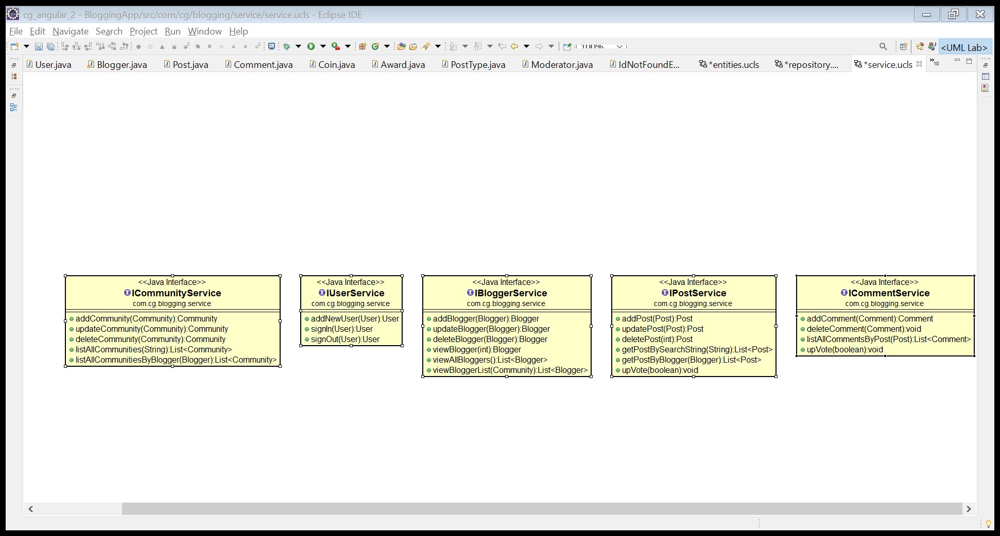 cg_angular_2 - BloggingApp/src/com/cg/blogging/service/service.ucls - Eclipse IDE
File Edit Navigate Search Project Run Window Help
100%
<UML Lab>
User.java Blogger.java Post.java Comment.java Coin.java Award.java PostType.java Moderator.java IdNotFoundE... *entities.ucls *repository.... *service.ucls »10
<<Java Interface>>
ICommunityService
com.cg.blogging.service
addCommunity(Community):Community
updateCommunity(Community):Community
deleteCommunity(Community):Community
listAllCommunities(String):List<Community>
listAllCommunitiesByBlogger(Blogger):List<Community>
<<Java Interface>>
IUserService
com.cg.blogging.service
addNewUser(User):User
signIn(User):User
signOut(User):User
<<Java Interface>>
IBloggerService
com.cg.blogging.service
addBlogger(Blogger):Blogger
updateBlogger(Blogger):Blogger
deleteBlogger(Blogger):Blogger
viewBlogger(int):Blogger
viewAllBloggers():List<Blogger>
viewBloggerList(Community):List<Blogger>
<<Java Interface>>
IPostService
com.cg.blogging.service
addPost(Post):Post
updatePost(Post):Post
deletePost(int):Post
getPostBySearchString(String):List<Post>
getPostByBlogger(Blogger):List<Post>
upVote(boolean):void
<<Java Interface>>
ICommentService
com.cg.blogging.service
addComment(Comment):Comment
deleteComment(Comment):void
listAllCommentsByPost(Post):List<Comment>
upVote(boolean):void